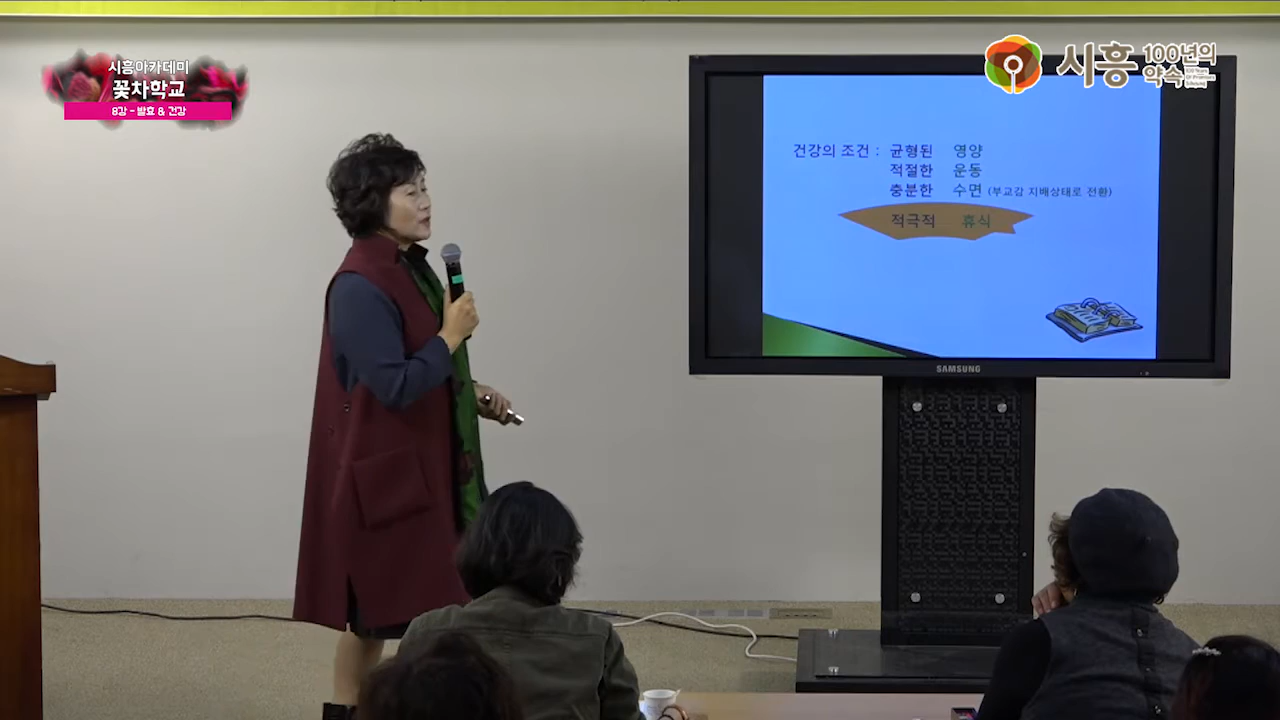 시흥아카데미
꽃차학교
8강 - 발효 & 건강
시흥 100년의 약속
건강의 조건 : 균형된 영양
적절한 운동
충분한 수면 (부교감 지배상태로 전환)
적극적 휴식
SAMSUNG